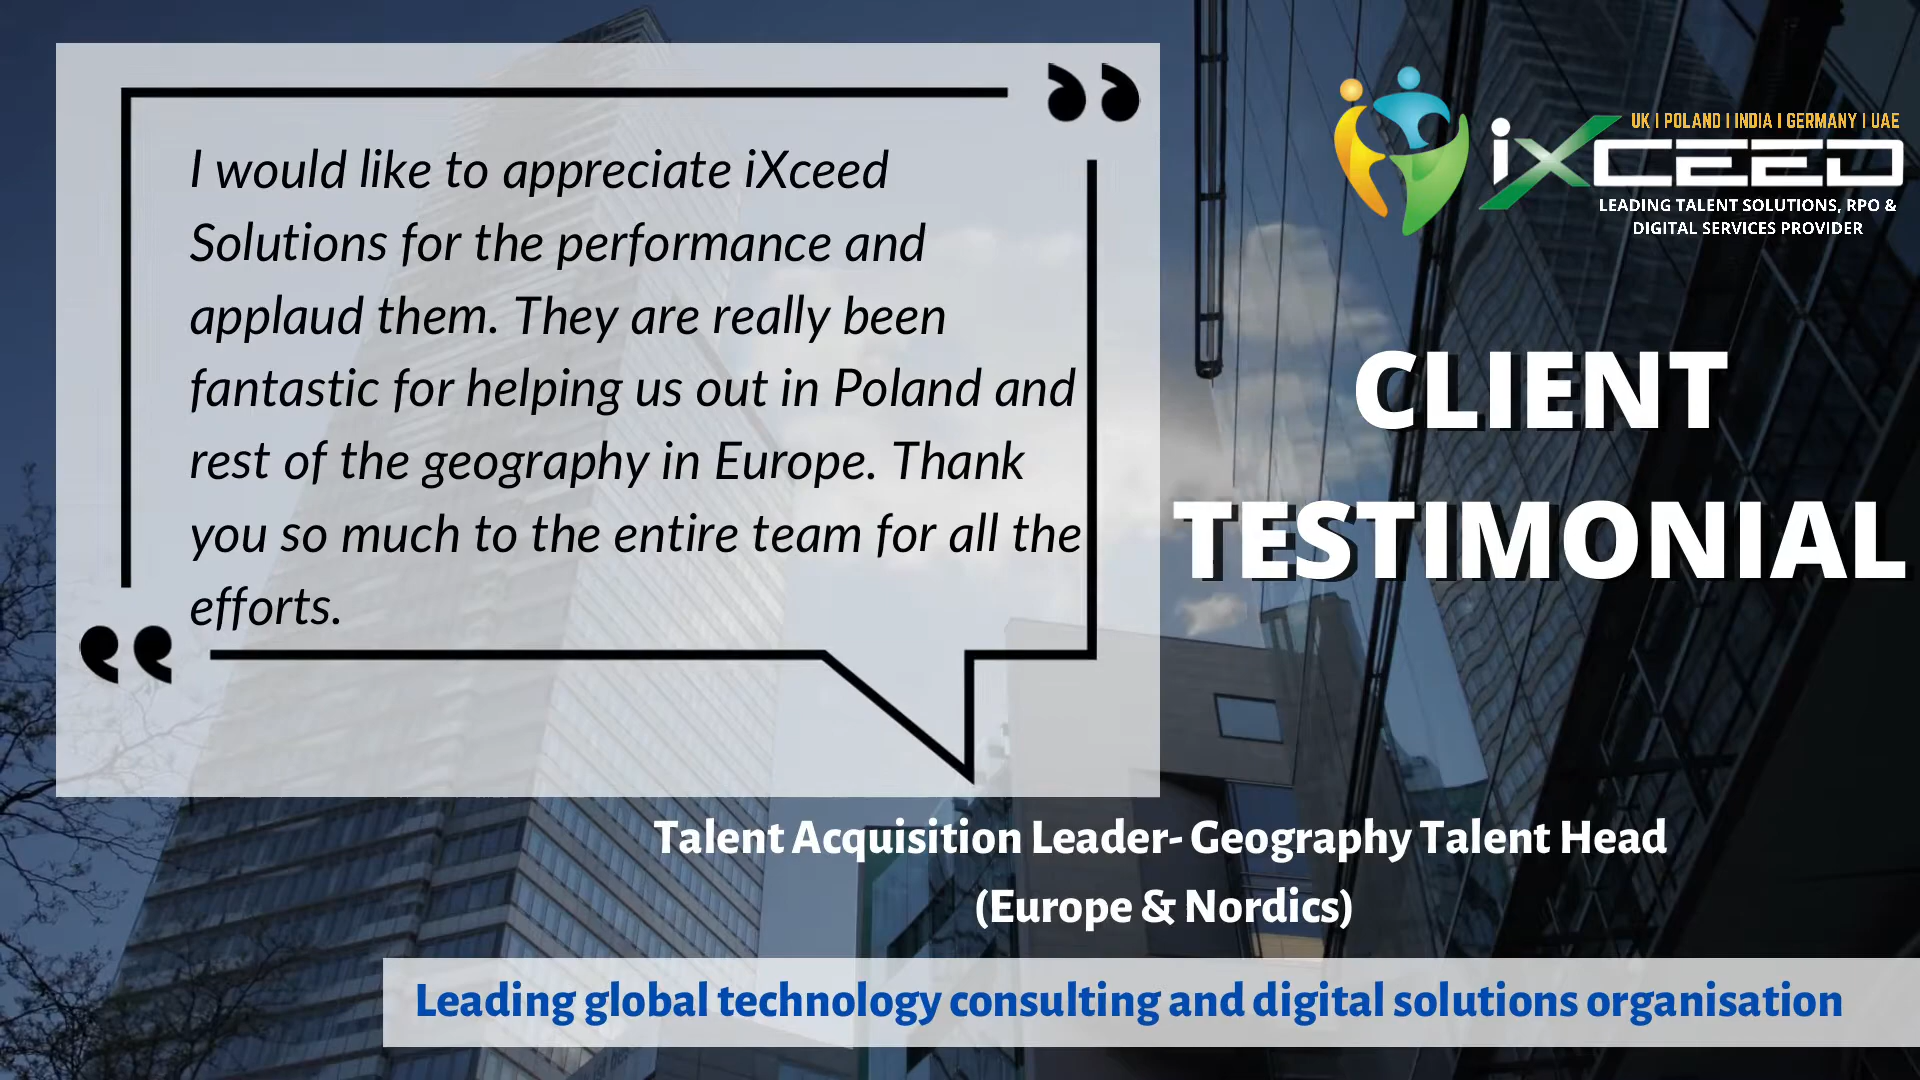 I would like to appreciate iXceed
Solutions for the performance and
applaud them. They are really been
fantastic for helping us out in Poland and
rest of the geography in Europe. Thank
you so much to the entire team for all the
efforts.
UK | POLAND | INDIA | GERMANY | UAE
iXCEED
LEADING TALENT SOLUTIONS, RPO &
DIGITAL SERVICES PROVIDER
CLIENT
TESTIMONIAL
Talent Acquisition Leader- Geography Talent Head
(Europe & Nordics)
Leading global technology consulting and digital solutions organisation